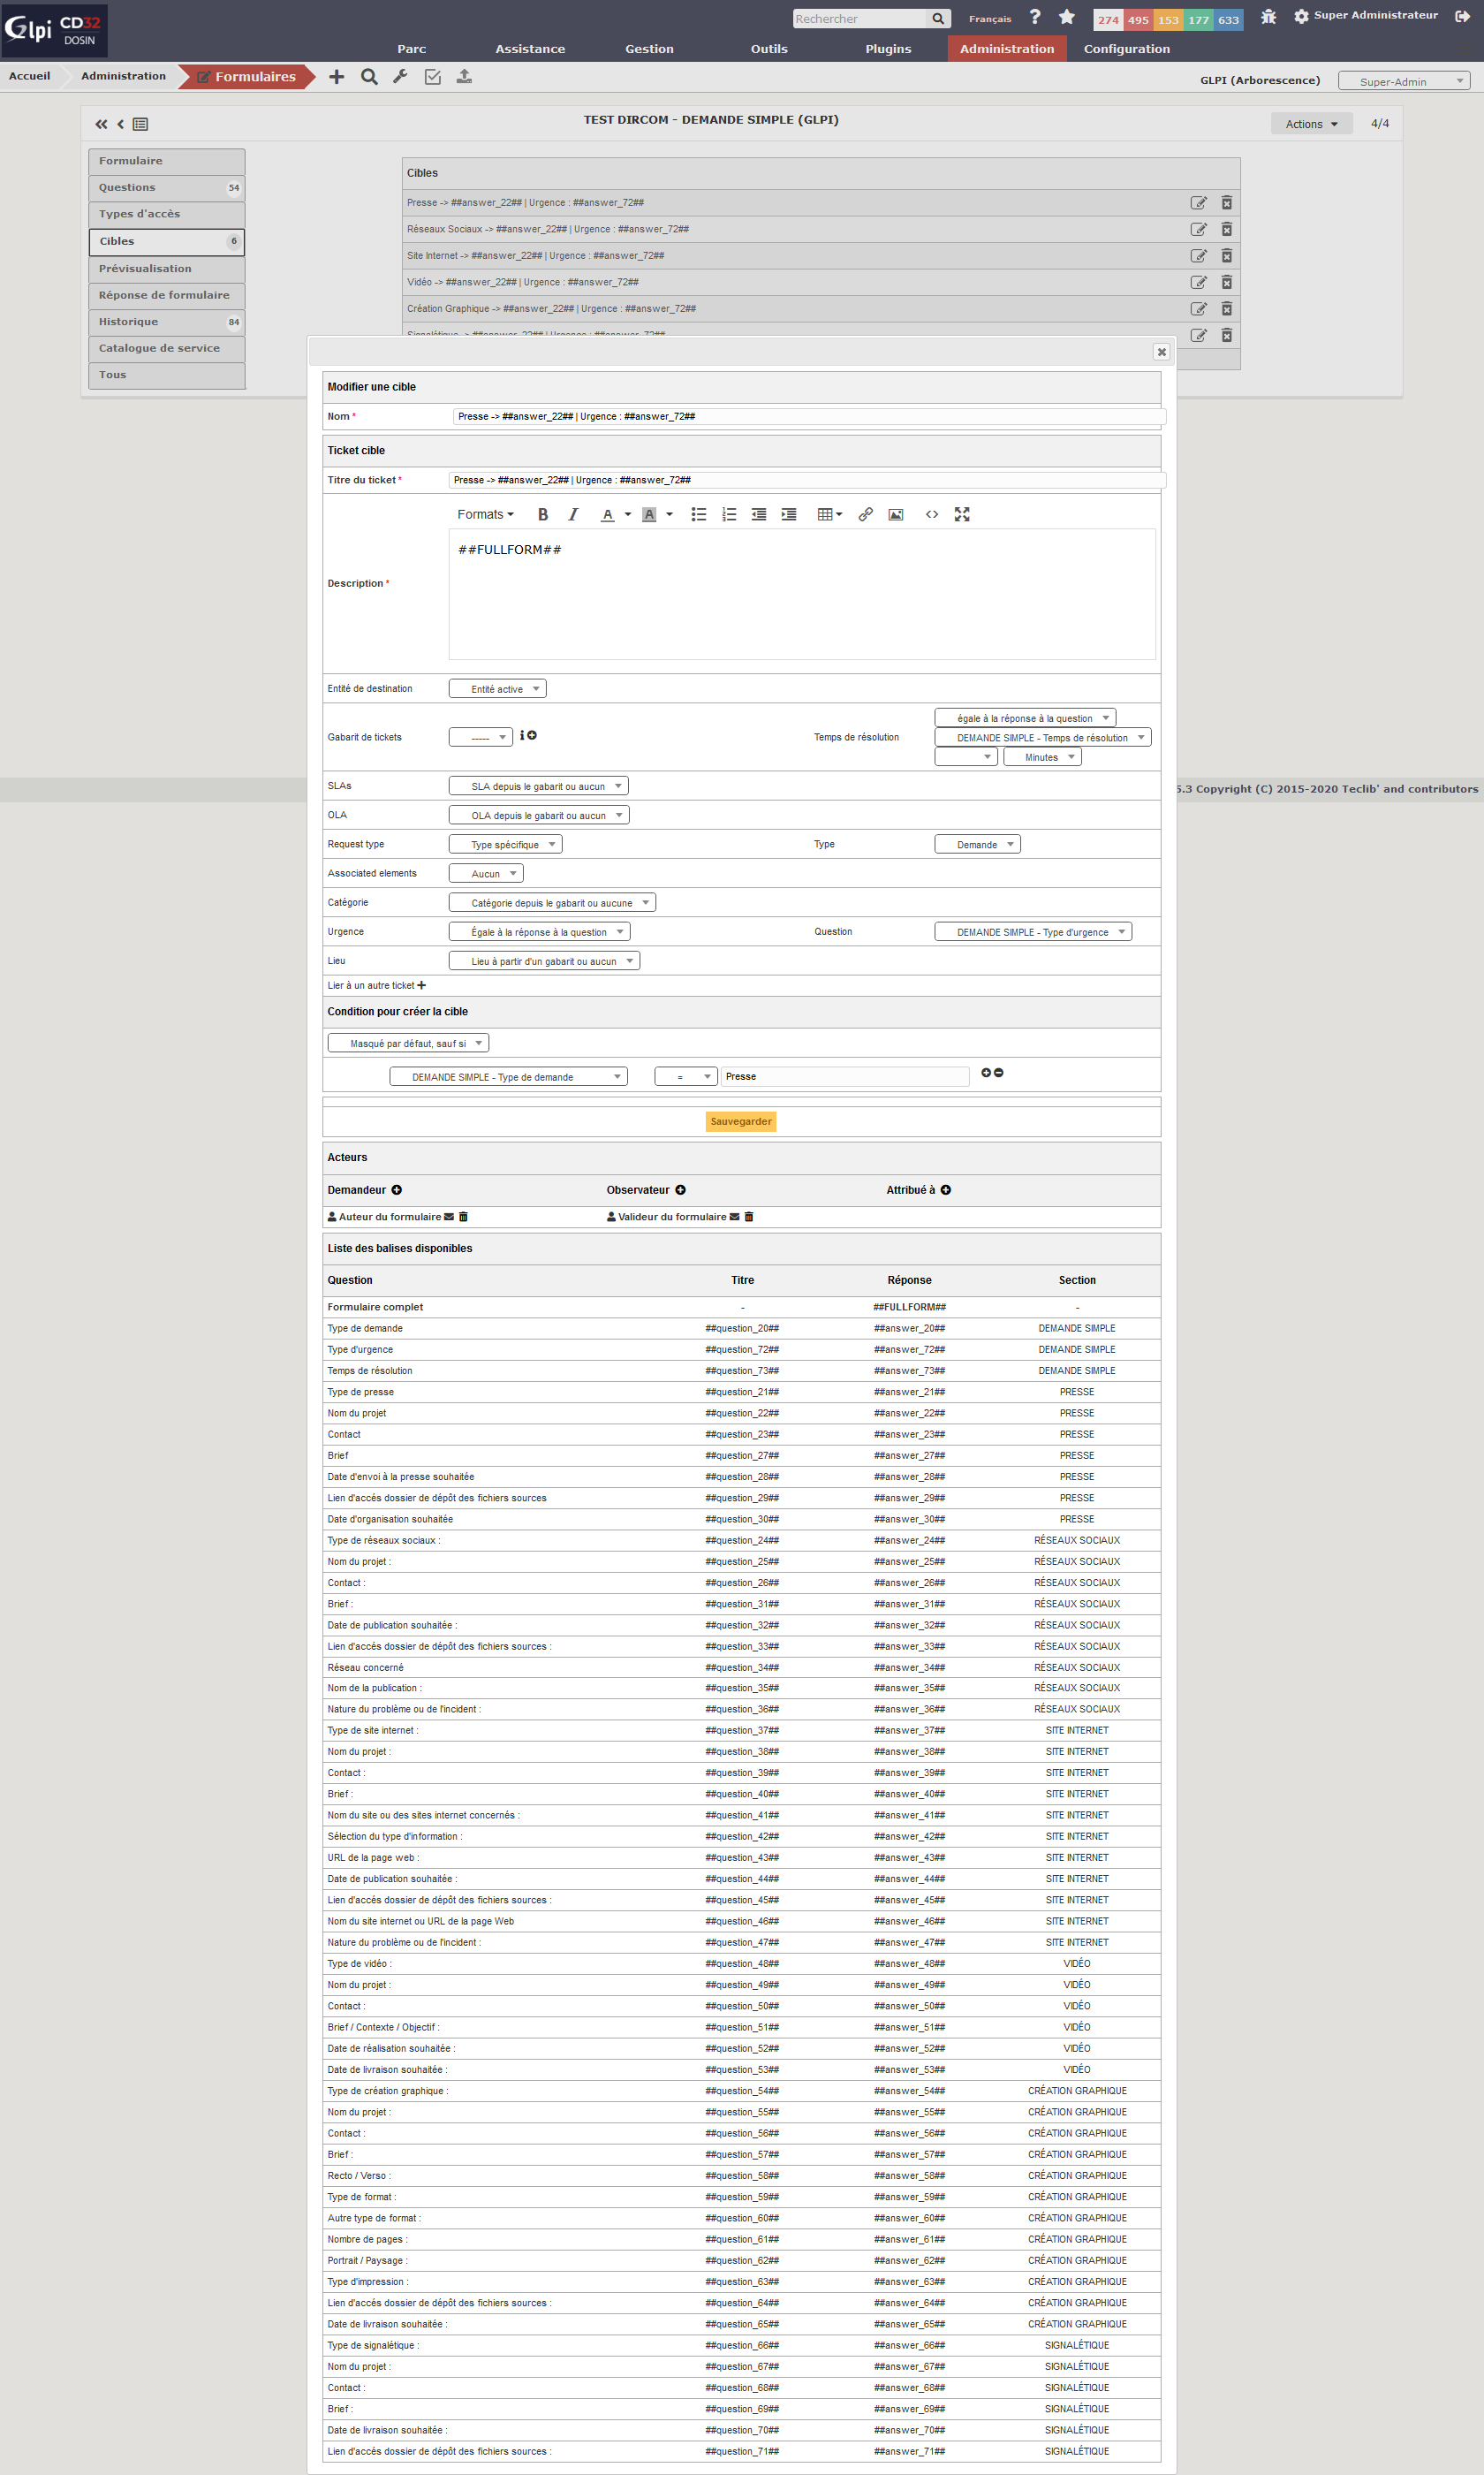 Glpi CD32 DOSIN
Rechercher
Français
274 495 153 177 633
Super Administrateur
Parc Assistance Gestion Outils Plugins Administration Configuration
Accueil Administration Formulaires
GLPI (Arborescence) Super-Admin
TEST DIRCOM - DEMANDE SIMPLE (GLPI)
Actions 4/4
Formulaire
Questions 54
Types d'accès
Cibles 6
Prévisualisation
Réponse de formulaire
Historique 84
Catalogue de service
Tous
Cibles
Presse -> ##answer_22## | Urgence : ##answer_72##
Réseaux Sociaux -> ##answer_22## | Urgence : ##answer_72##
Site Internet -> ##answer_22## | Urgence : ##answer_72##
Vidéo -> ##answer_22## | Urgence : ##answer_72##
Création Graphique -> ##answer_22## | Urgence : ##answer_72##
Signalétique -> ##answer_22## | Urgence : ##answer_72##
Modifier une cible
Nom * Presse -> ##answer_22## | Urgence : ##answer_72##
Ticket cible
Titre du ticket * Presse -> ##answer_22## | Urgence : ##answer_72##
Formats B I A A
##FULLFORM##
Description *
Entité de destination Entité active
Gabarit de tickets ----- Temps de résolution égale à la réponse à la question
DEMANDE SIMPLE - Temps de résolution
Minutes
SLAs SLA depuis le gabarit ou aucun
5.3 Copyright (C) 2015-2020 Teclib' and contributors
OLA OLA depuis le gabarit ou aucun
Request type Type spécifique Type Demande
Associated elements Aucun
Catégorie Catégorie depuis le gabarit ou aucune
Urgence Égale à la réponse à la question Question DEMANDE SIMPLE - Type d'urgence
Lieu Lieu à partir d'un gabarit ou aucun
Lier à un autre ticket
Condition pour créer la cible
Masqué par défaut, sauf si
DEMANDE SIMPLE - Type de demande = Presse
Sauvegarder
Acteurs
Demandeur Observateur Attribué à
Auteur du formulaire Valideur du formulaire
Liste des balises disponibles
Question Titre Réponse Section
Formulaire complet - ##FULLFORM## -
Type de demande ##question_20## ##answer_20## DEMANDE SIMPLE
Type d'urgence ##question_72## ##answer_72## DEMANDE SIMPLE
Temps de résolution ##question_73## ##answer_73## DEMANDE SIMPLE
Type de presse ##question_21## ##answer_21## PRESSE
Nom du projet ##question_22## ##answer_22## PRESSE
Contact ##question_23## ##answer_23## PRESSE
Brief ##question_27## ##answer_27## PRESSE
Date d'envoi à la presse souhaitée ##question_28## ##answer_28## PRESSE
Lien d'accés dossier de dépôt des fichiers sources ##question_29## ##answer_29## PRESSE
Date d'organisation souhaitée ##question_30## ##answer_30## PRESSE
Type de réseaux sociaux : ##question_24## ##answer_24## RÉSEAUX SOCIAUX
Nom du projet : ##question_25## ##answer_25## RÉSEAUX SOCIAUX
Contact : ##question_26## ##answer_26## RÉSEAUX SOCIAUX
Brief : ##question_31## ##answer_31## RÉSEAUX SOCIAUX
Date de publication souhaitée : ##question_32## ##answer_32## RÉSEAUX SOCIAUX
Lien d'accés dossier de dépôt des fichiers sources : ##question_33## ##answer_33## RÉSEAUX SOCIAUX
Réseau concerné ##question_34## ##answer_34## RÉSEAUX SOCIAUX
Nom de la publication : ##question_35## ##answer_35## RÉSEAUX SOCIAUX
Nature du problème ou de l'incident : ##question_36## ##answer_36## RÉSEAUX SOCIAUX
Type de site internet : ##question_37## ##answer_37## SITE INTERNET
Nom du projet : ##question_38## ##answer_38## SITE INTERNET
Contact : ##question_39## ##answer_39## SITE INTERNET
Brief : ##question_40## ##answer_40## SITE INTERNET
Nom du site ou des sites internet concernés : ##question_41## ##answer_41## SITE INTERNET
Sélection du type d'information : ##question_42## ##answer_42## SITE INTERNET
URL de la page web : ##question_43## ##answer_43## SITE INTERNET
Date de publication souhaitée : ##question_44## ##answer_44## SITE INTERNET
Lien d'accés dossier de dépôt des fichiers sources : ##question_45## ##answer_45## SITE INTERNET
Nom du site internet ou URL de la page Web ##question_46## ##answer_46## SITE INTERNET
Nature du problème ou de l'incident : ##question_47## ##answer_47## SITE INTERNET
Type de vidéo : ##question_48## ##answer_48## VIDÉO
Nom du projet : ##question_49## ##answer_49## VIDÉO
Contact : ##question_50## ##answer_50## VIDÉO
Brief / Contexte / Objectif : ##question_51## ##answer_51## VIDÉO
Date de réalisation souhaitée : ##question_52## ##answer_52## VIDÉO
Date de livraison souhaitée : ##question_53## ##answer_53## VIDÉO
Type de création graphique : ##question_54## ##answer_54## CRÉATION GRAPHIQUE
Nom du projet : ##question_55## ##answer_55## CRÉATION GRAPHIQUE
Contact : ##question_56## ##answer_56## CRÉATION GRAPHIQUE
Brief : ##question_57## ##answer_57## CRÉATION GRAPHIQUE
Recto / Verso : ##question_58## ##answer_58## CRÉATION GRAPHIQUE
Type de format : ##question_59## ##answer_59## CRÉATION GRAPHIQUE
Autre type de format : ##question_60## ##answer_60## CRÉATION GRAPHIQUE
Nombre de pages : ##question_61## ##answer_61## CRÉATION GRAPHIQUE
Portrait / Paysage : ##question_62## ##answer_62## CRÉATION GRAPHIQUE
Type d'impression : ##question_63## ##answer_63## CRÉATION GRAPHIQUE
Lien d'accés dossier de dépôt des fichiers sources : ##question_64## ##answer_64## CRÉATION GRAPHIQUE
Date de livraison souhaitée : ##question_65## ##answer_65## CRÉATION GRAPHIQUE
Type de signalétique : ##question_66## ##answer_66## SIGNALÉTIQUE
Nom du projet : ##question_67## ##answer_67## SIGNALÉTIQUE
Contact : ##question_68## ##answer_68## SIGNALÉTIQUE
Brief : ##question_69## ##answer_69## SIGNALÉTIQUE
Date de livraison souhaitée : ##question_70## ##answer_70## SIGNALÉTIQUE
Lien d'accés dossier de dépôt des fichiers sources : ##question_71## ##answer_71## SIGNALÉTIQUE